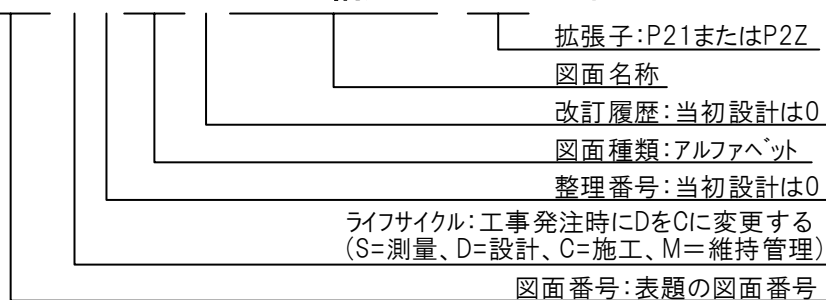 拡張子:P21またはP2Z
図面名称
改訂履歴:当初設計は0
図面種類:アルファベット
整理番号:当初設計は0
ライフサイクル:工事発注時にDをCに変更する
(S=測量、D=設計、C=施工、M=維持管理)
図面番号:表題の図面番号